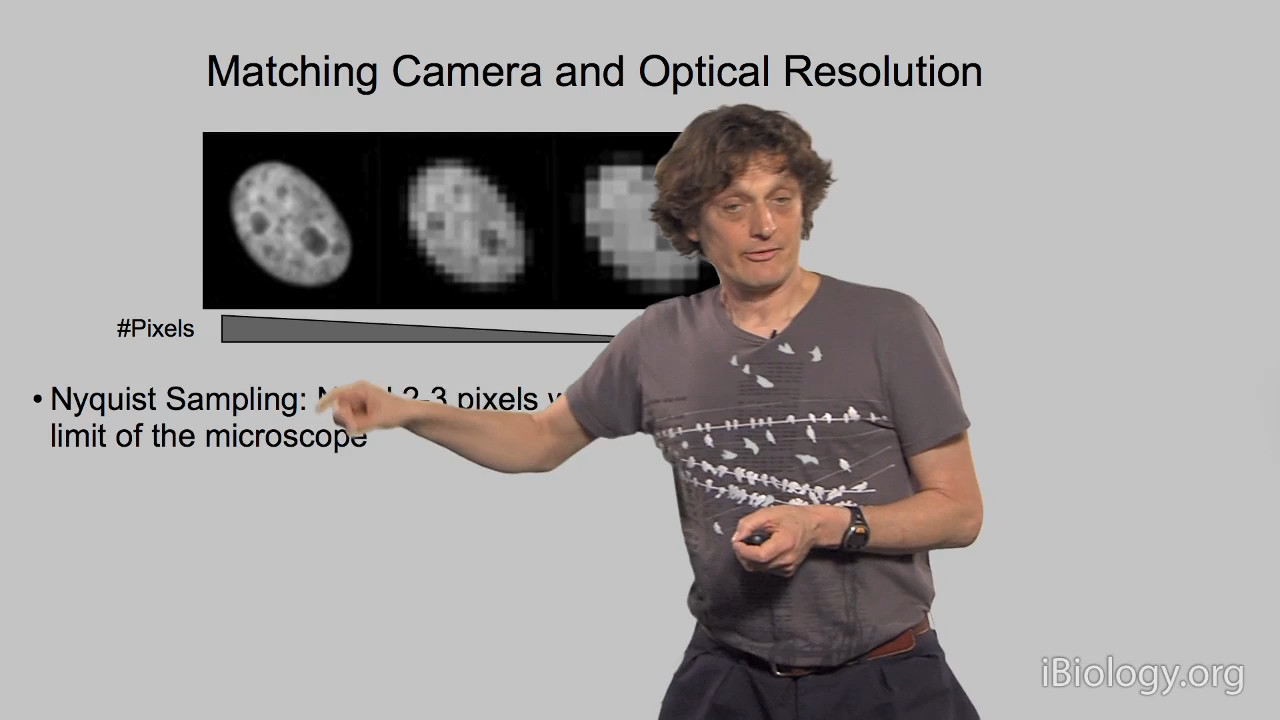 Matching Camera and Optical Resolution
#Pixels
• Nyquist Sampling: 2-3 pixels
limit of the microscope
iBiology.org